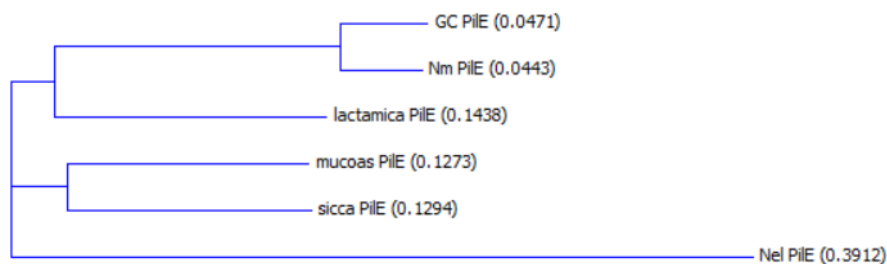 GC PilE (0.0471)
Nm PilE (0.0443)
lactamica PilE (0.1438)
mucoas PilE (0.1273)
sicca PilE (0.1294)
Nel PilE (0.3912)